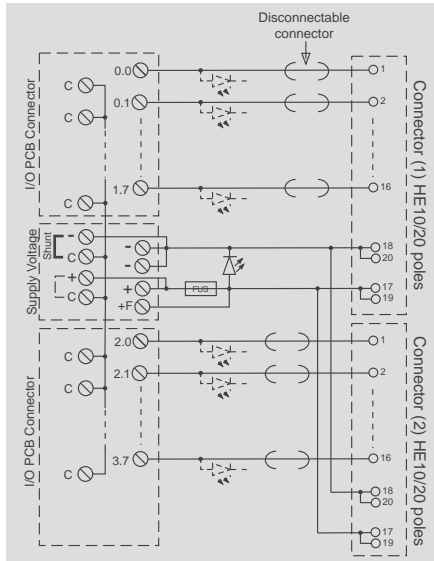 Disconnectable
connector
I/O PCB Connector
C
0.0
1
C
0.1
2
C
1.7
16
Connector (1) HE10/20 poles
Supply Voltage
Shunt
-
-
18
C
-
20
+
+
FUS
17
C
+F
19
I/O PCB Connector
2.0
1
C
2.1
2
C
3.7
16
C
18
20
17
19
Connector (2) HE10/20 poles